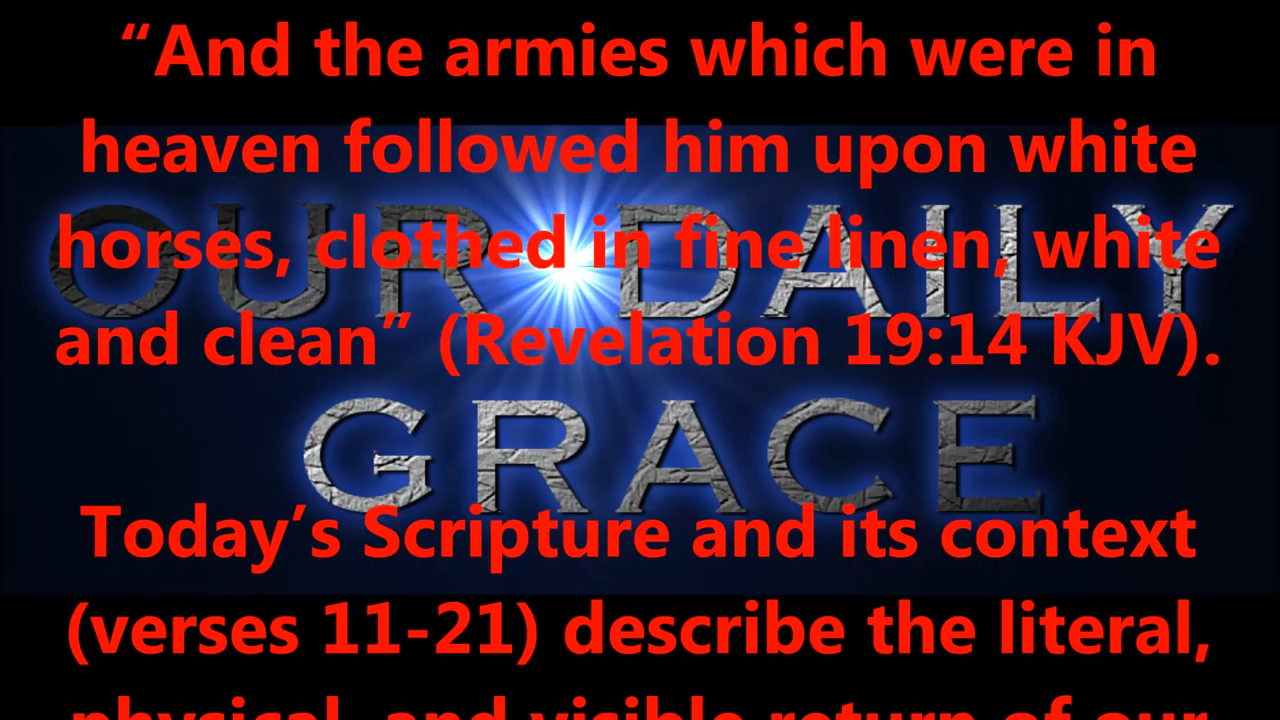 “And the armies which were in
heaven followed him upon white
OUR DAILY
horses, clothed in fine linen, white
and clean” (Revelation 19:14 KJV).
GRACE
Today’s Scripture and its context
(verses 11-21) describe the literal,
physical, and visible return of our